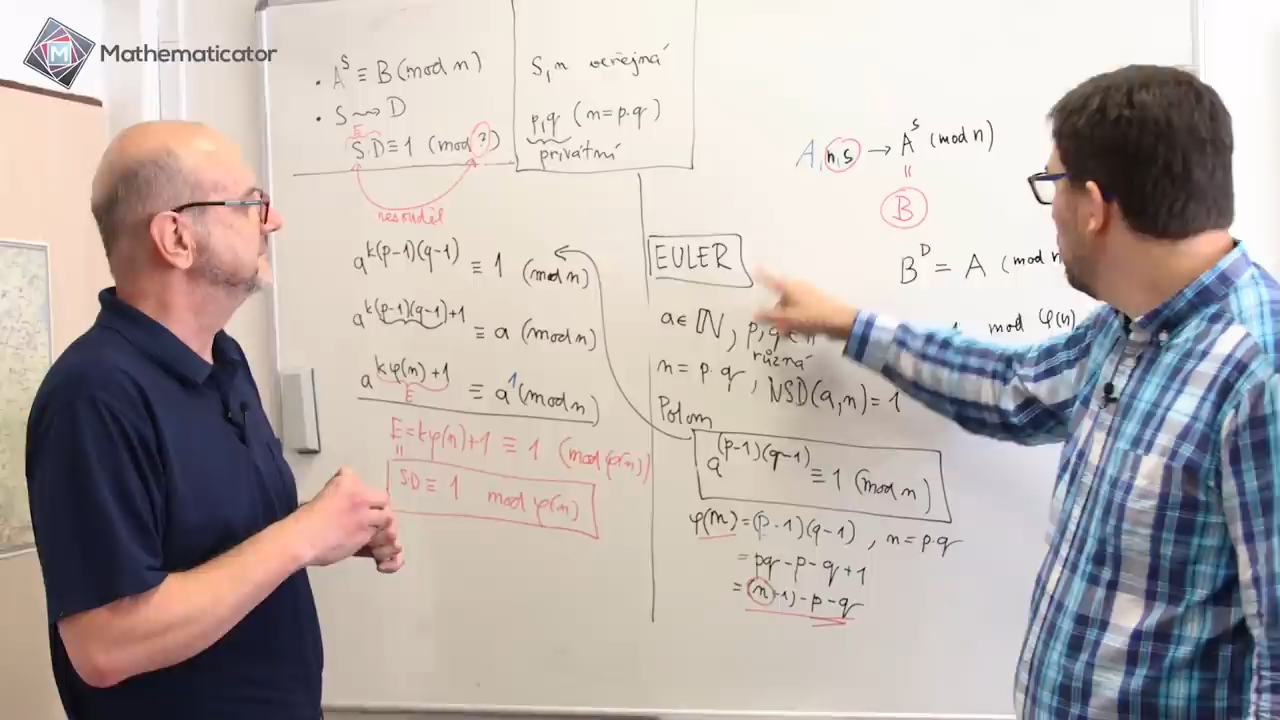 Mathematicator
. A^S ≡ B (mod n)
. S ⇝ D
E
S.D ≡ 1 (mod ?)
nesouděl
S, n veřejná
p,q (n = p.q)
privátní
a^k(p-1)(q-1) ≡ 1 (mod n)
a^k(p-1)(q-1)+1 ≡ a (mod n)
a^kφ(n)+1 ≡ a^1 (mod n)
E
E = kφ(n)+1 ≡ 1 (mod φ(n))
=
S.D ≡ 1 mod φ(n)
EULER
a ∈ ℕ, p, q ∈
různá
n = p.q, NSD(a,n) = 1
Potom
a^(p-1)(q-1) ≡ 1 (mod n)
φ(n) = (p-1)(q-1), n = p.q
= pq - p - q + 1
= (n+1) - p - q
A, n,s → A^S (mod n)
=
B
B^D = A (mod n
1 mod φ(n)